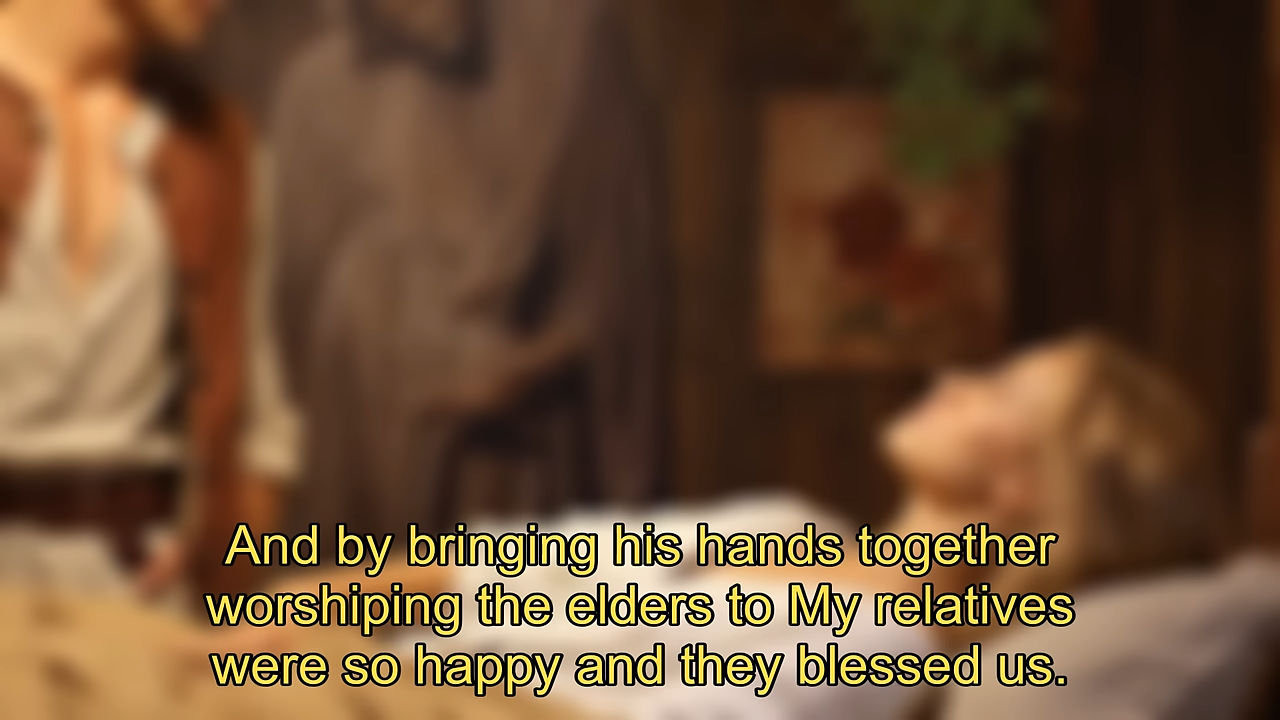 And by bringing his hands together
worshiping the elders to My relatives
were so happy and they blessed us.